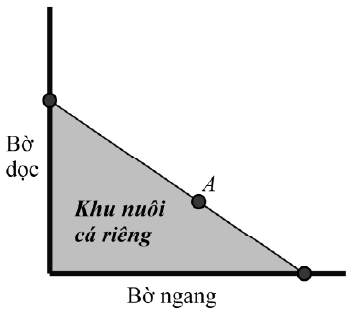 Bờ
dọc
A
Khu nuôi
cá riêng
Bờ ngang